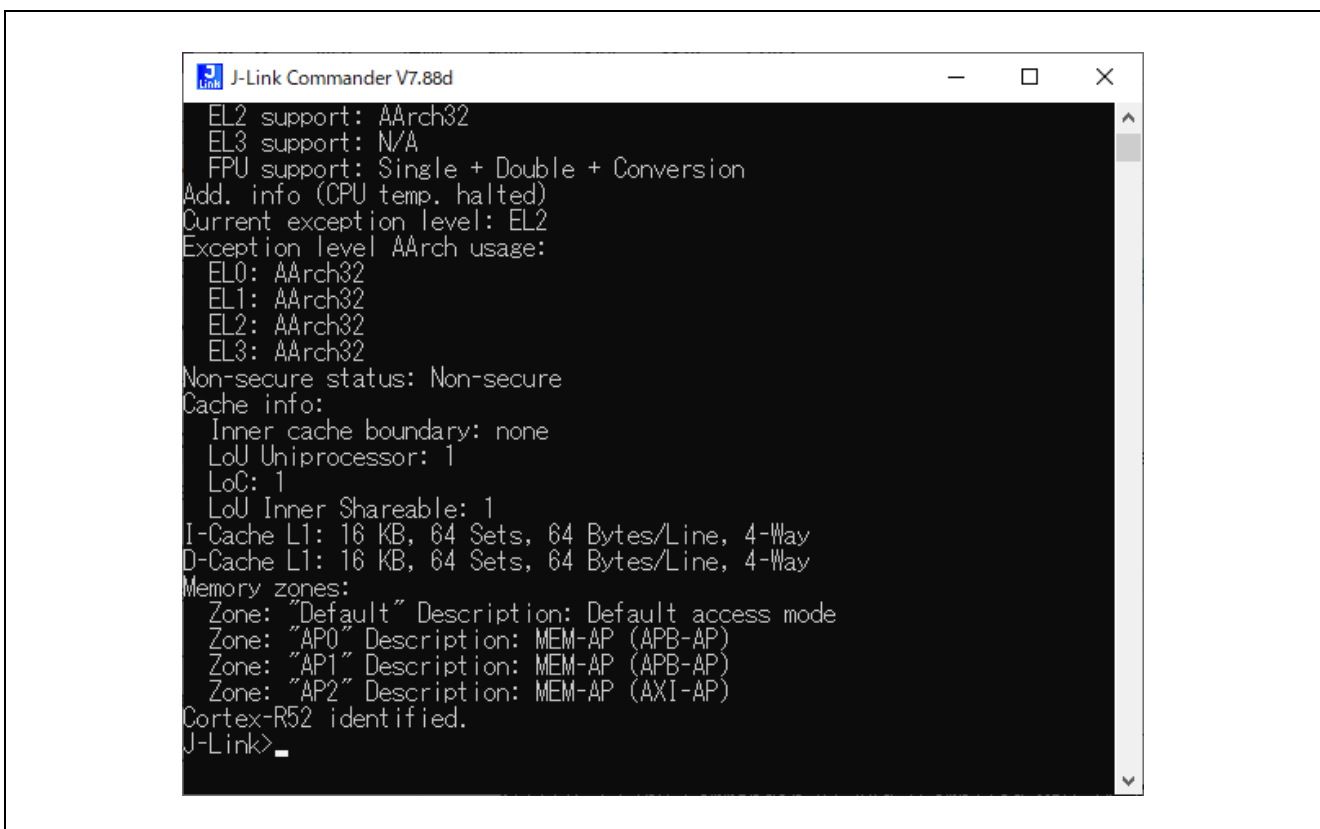 J-Link Commander V7.88d
EL2 support: AArch32
EL3 support: N/A
FPU support: Single + Double + Conversion
Add. info (CPU temp. halted)
Current exception level: EL2
Exception level AArch usage:
EL0: AArch32
EL1: AArch32
EL2: AArch32
EL3: AArch32
Non-secure status: Non-secure
Cache info:
Inner cache boundary: none
LoU Uniprocessor: 1
LoC: 1
LoU Inner Shareable: 1
I-Cache L1: 16 KB, 64 Sets, 64 Bytes/Line, 4-Way
D-Cache L1: 16 KB, 64 Sets, 64 Bytes/Line, 4-Way
Memory zones:
Zone: "Default" Description: Default access mode
Zone: "AP0" Description: MEM-AP (APB-AP)
Zone: "AP1" Description: MEM-AP (APB-AP)
Zone: "AP2" Description: MEM-AP (AXI-AP)
Cortex-R52 identified.
J-Link>_